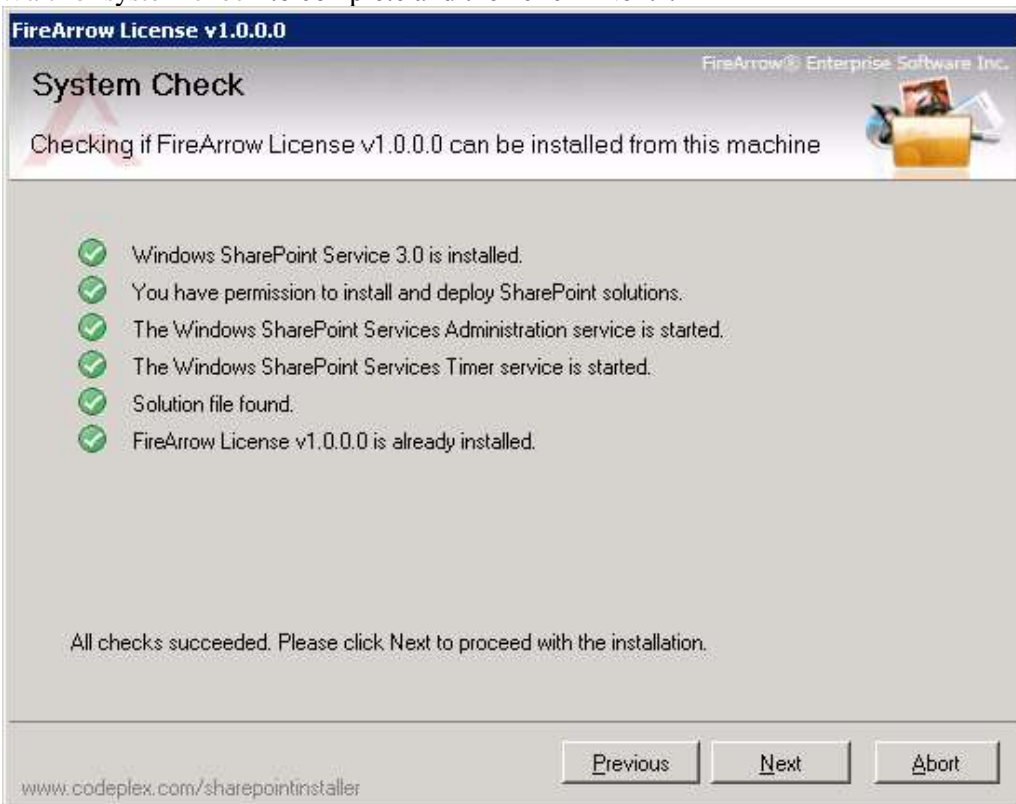 FireArrow License v1.0.0.0
FireArrow® Enterprise Software Inc.
System Check
Checking if FireArrow License v1.0.0.0 can be installed from this machine
Windows SharePoint Service 3.0 is installed.
You have permission to install and deploy SharePoint solutions.
The Windows SharePoint Services Administration service is started.
The Windows SharePoint Services Timer service is started.
Solution file found.
FireArrow License v1.0.0.0 is already installed.
All checks succeeded. Please click Next to proceed with the installation.
Previous Next Abort
www.codeplex.com/sharepointinstaller